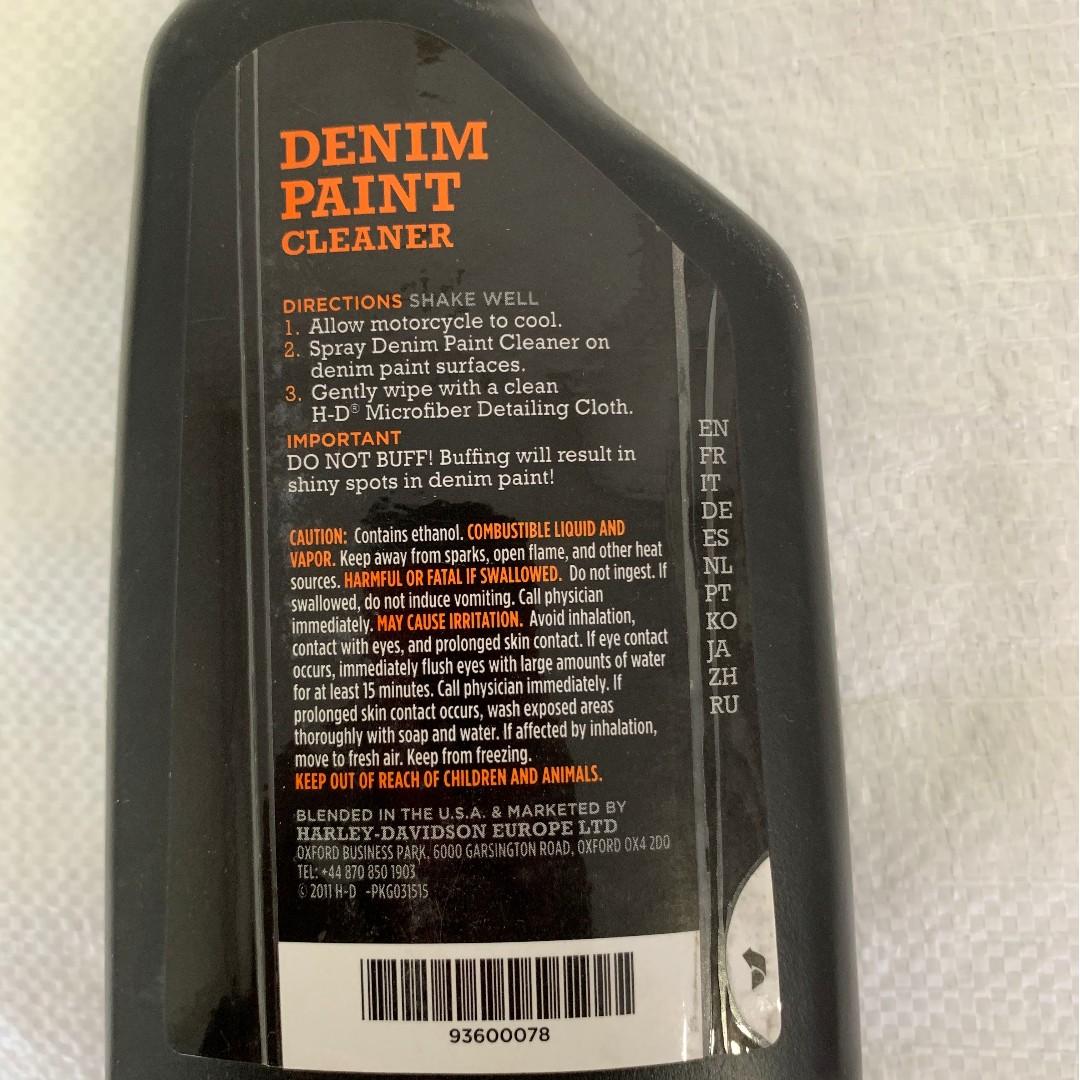 DENIM
PAINT
CLEANER
DIRECTIONS SHAKE WELL
1. Allow motorcycle to cool.
2. Spray Denim Paint Cleaner on
denim paint surfaces.
3. Gently wipe with a clean
H-D® Microfiber Detailing Cloth.
IMPORTANT
DO NOT BUFF! Buffing will result in
shiny spots in denim paint!
CAUTION: Contains ethanol. COMBUSTIBLE LIQUID AND
VAPOR. Keep away from sparks, open flame, and other heat
sources. HARMFUL OR FATAL IF SWALLOWED. Do not ingest. If
swallowed, do not induce vomiting. Call physician
immediately. MAY CAUSE IRRITATION. Avoid inhalation,
contact with eyes, and prolonged skin contact. If eye contact
occurs, immediately flush eyes with large amounts of water
for at least 15 minutes. Call physician immediately. If
prolonged skin contact occurs, wash exposed areas
thoroughly with soap and water. If affected by inhalation,
move to fresh air. Keep from freezing.
KEEP OUT OF REACH OF CHILDREN AND ANIMALS.
BLENDED IN THE U.S.A. & MARKETED BY
HARLEY-DAVIDSON EUROPE LTD
OXFORD BUSINESS PARK, 6000 GARSINGTON ROAD, OXFORD OX4 2DO
TEL: +44 870 850 1903
© 2011 H-D -PKG031515
93600078
EN
FR
IT
DE
ES
NL
PT
KO
JA
ZH
RU